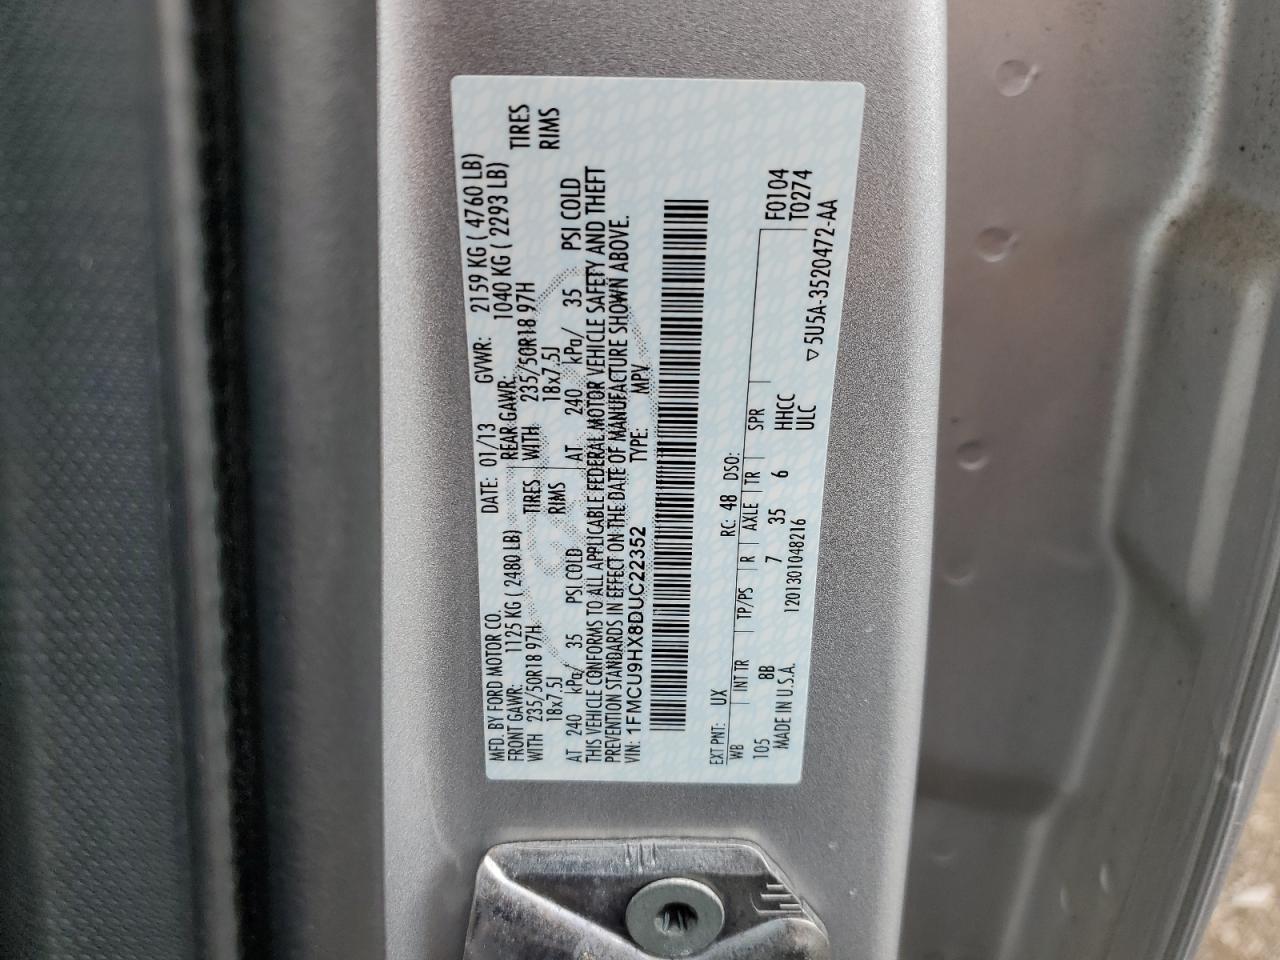 MFD. BY FORD MOTOR CO. DATE: 01/13 GVWR: 2159 KG ( 4760 LB)
FRONT GAWR: 1125 KG ( 2480 LB) REAR GAWR: 1040 KG ( 2293 LB)
WITH 235/50R18 97H TIRES WITH 235/50R18 97H TIRES
18x7.5J RIMS 18x7.5J RIMS
AT 240 kPa/ 35 PSI COLD AT 240 kPa/ 35 PSI COLD
THIS VEHICLE CONFORMS TO ALL APPLICABLE FEDERAL MOTOR VEHICLE SAFETY AND THEFT
PREVENTION STANDARDS IN EFFECT ON THE DATE OF MANUFACTURE SHOWN ABOVE.
VIN: 1FMCU9HX8DUC22352 TYPE: MPV
EXT PNT: UX RC: 48 DSO:
WB INT TR TP/PS R AXLE TR SPR F0104
105 8B 7 35 6 HHCC T0274
MADE IN U.S.A. 1201301048216 ULC ▽5U5A-3520472-AA